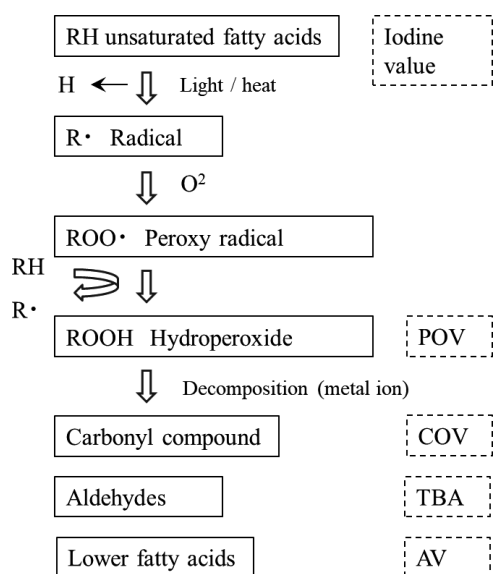 RH unsaturated fatty acids
Iodine
value
H
Light / heat
R・ Radical
O²
ROO・ Peroxy radical
RH
R・
ROOH Hydroperoxide
POV
Decomposition (metal ion)
Carbonyl compound
COV
Aldehydes
TBA
Lower fatty acids
AV